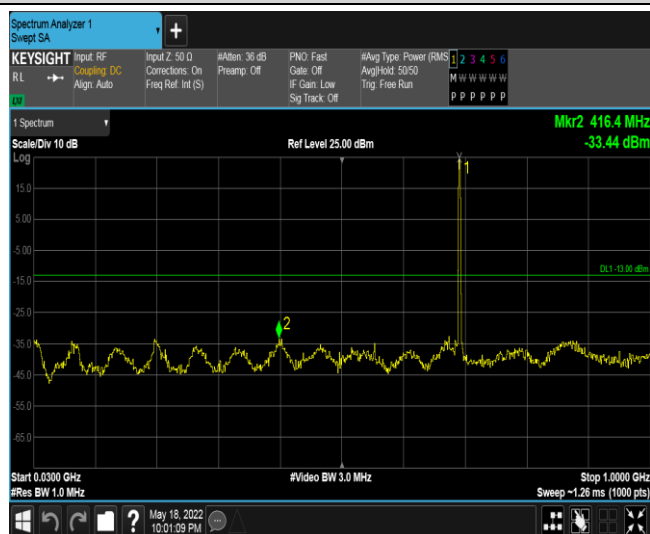 Spectrum Analyzer 1
Swept SA
+
KEYSIGHT
RL
Input: RF
Coupling: DC
Align: Auto
Input Z: 50 Ω
Corrections: On
Freq Ref: Int (S)
#Atten: 36 dB
Preamp: Off
PNO: Fast
Gate: Off
IF Gain: Low
Sig Track: Off
#Avg Type: Power (RMS
Avg|Hold: 50/50
Trig: Free Run
1 2 3 4 5 6
M W W W W W
P P P P P P
1 Spectrum
Mkr2 416.4 MHz
Scale/Div 10 dB
Ref Level 25.00 dBm
-33.44 dBm
Log
1
15.0
5.00
-5.00
DL1 -13.00 dBm
-15.0
-25.0
2
-35.0
-45.0
-55.0
-65.0
Start 0.0300 GHz
#Video BW 3.0 MHz
Stop 1.0000 GHz
#Res BW 1.0 MHz
Sweep ~1.26 ms (1000 pts)
?
May 18, 2022
10:01:09 PM